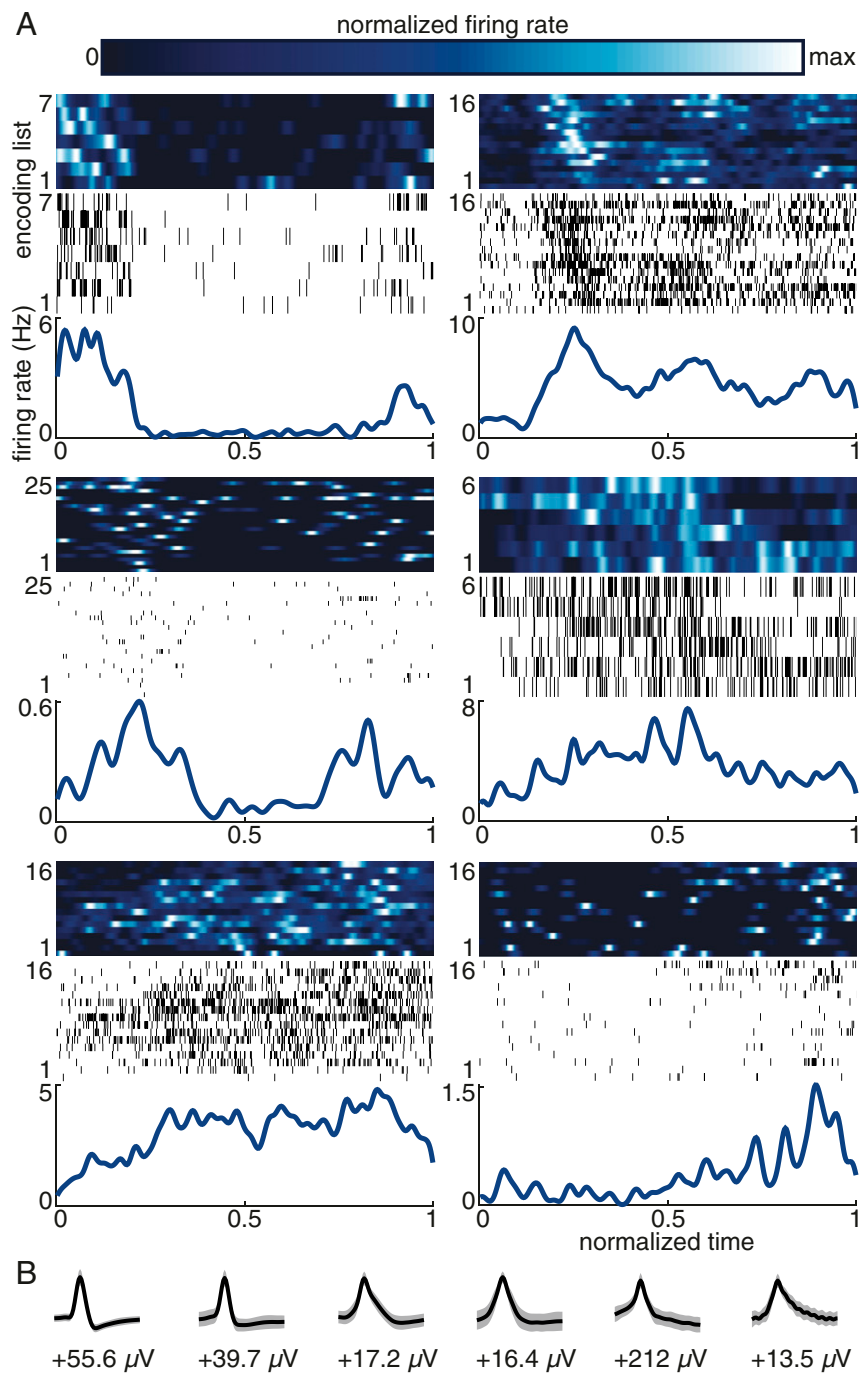 A
normalized firing rate
0 max
encoding list
7
1
7
1
firing rate (Hz)
6
0
0 0.5 1
16
1
16
1
10
0
0 0.5 1
25
1
25
1
0.6
0
0 0.5 1
6
1
6
1
8
0
0 0.5 1
16
1
16
1
5
0
0 0.5 1
16
1
16
1
1.5
0
0 0.5 1
normalized time
B
+55.6 µV +39.7 µV +17.2 µV +16.4 µV +212 µV +13.5 µV